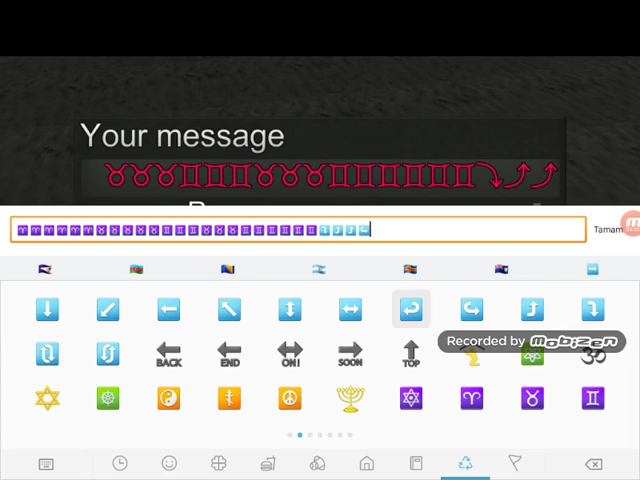 Your message
♉♉♉♊♊♊♉♉♉♊♊♊♊♊♊⤵⤴⤴
Tamam
Recorded by MOBIZEN
BACK END ON! SOON TOP